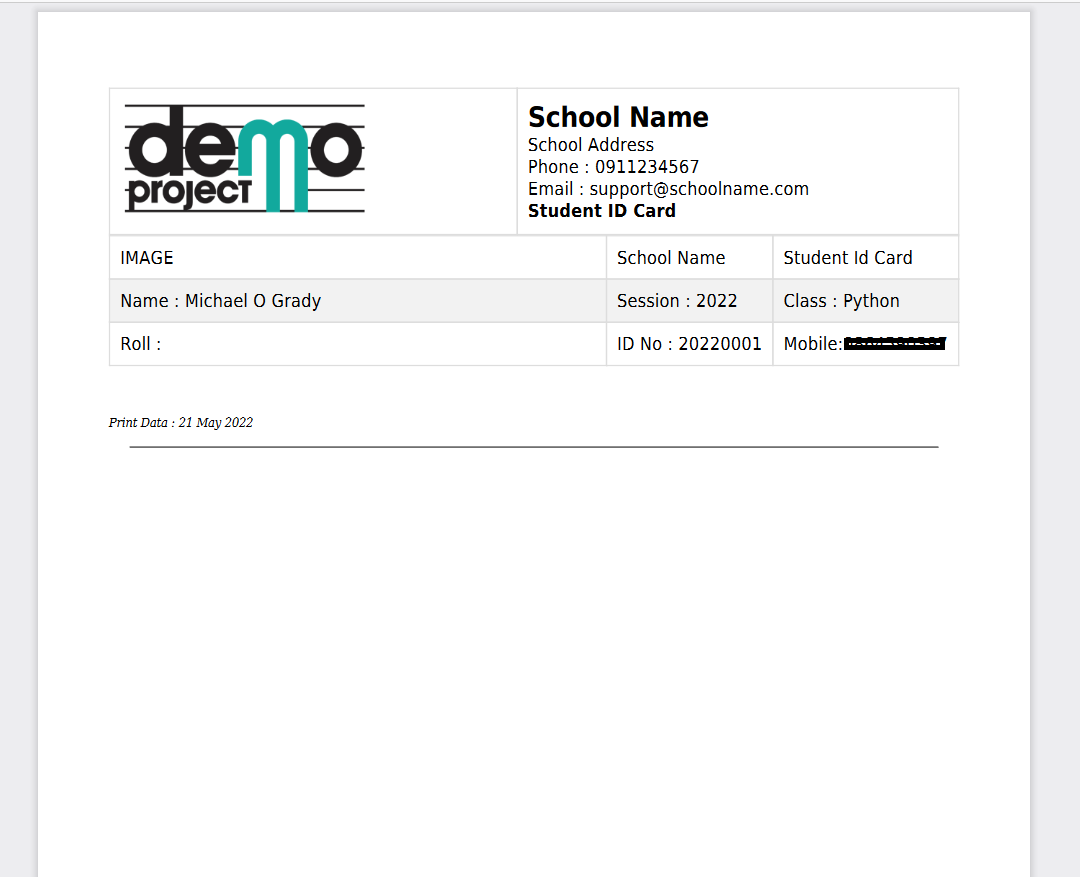 demo
project
School Name
School Address
Phone : 0911234567
Email : support@schoolname.com
Student ID Card
IMAGE School Name Student Id Card
Name : Michael O Grady Session : 2022 Class : Python
Roll : ID No : 20220001 Mobile:
Print Data : 21 May 2022